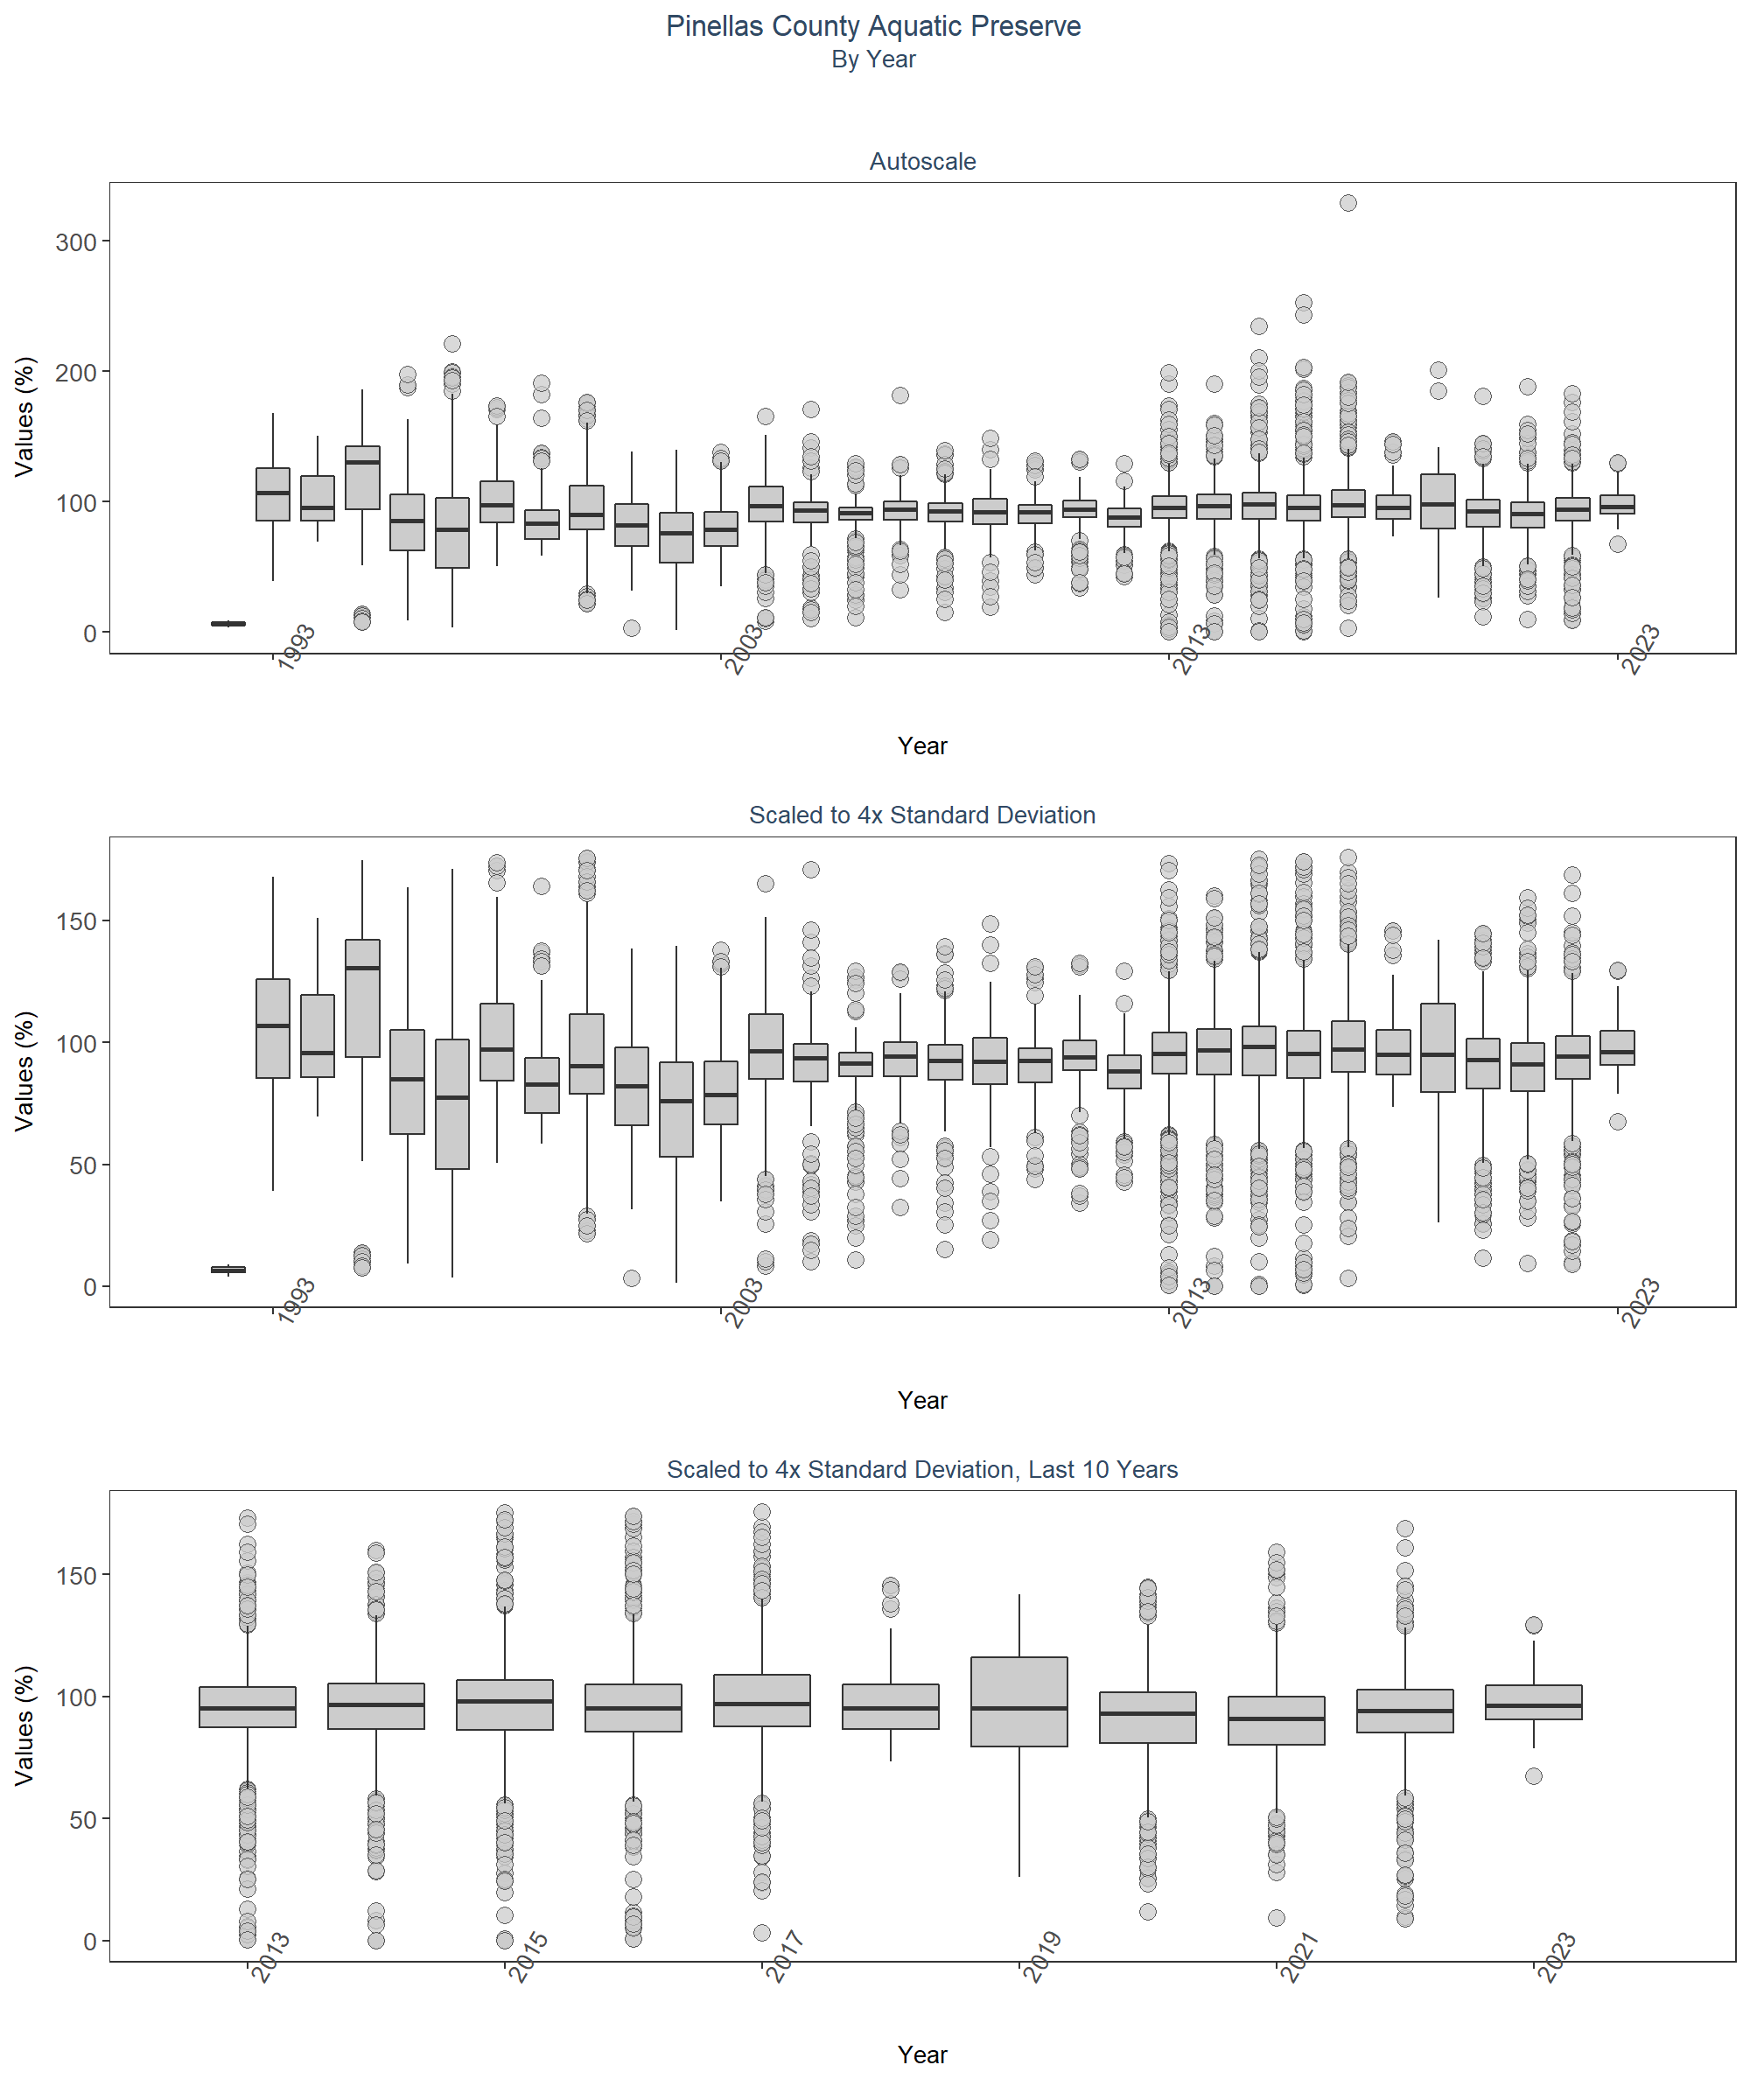 Pinellas County Aquatic Preserve
By Year
Autoscale
Values (%)
300
200
100
0
1993
2003
2013
2023
Year
Scaled to 4x Standard Deviation
Values (%)
150
100
50
0
1993
2003
2013
2023
Year
Scaled to 4x Standard Deviation, Last 10 Years
Values (%)
150
100
50
0
2013
2015
2017
2019
2021
2023
Year